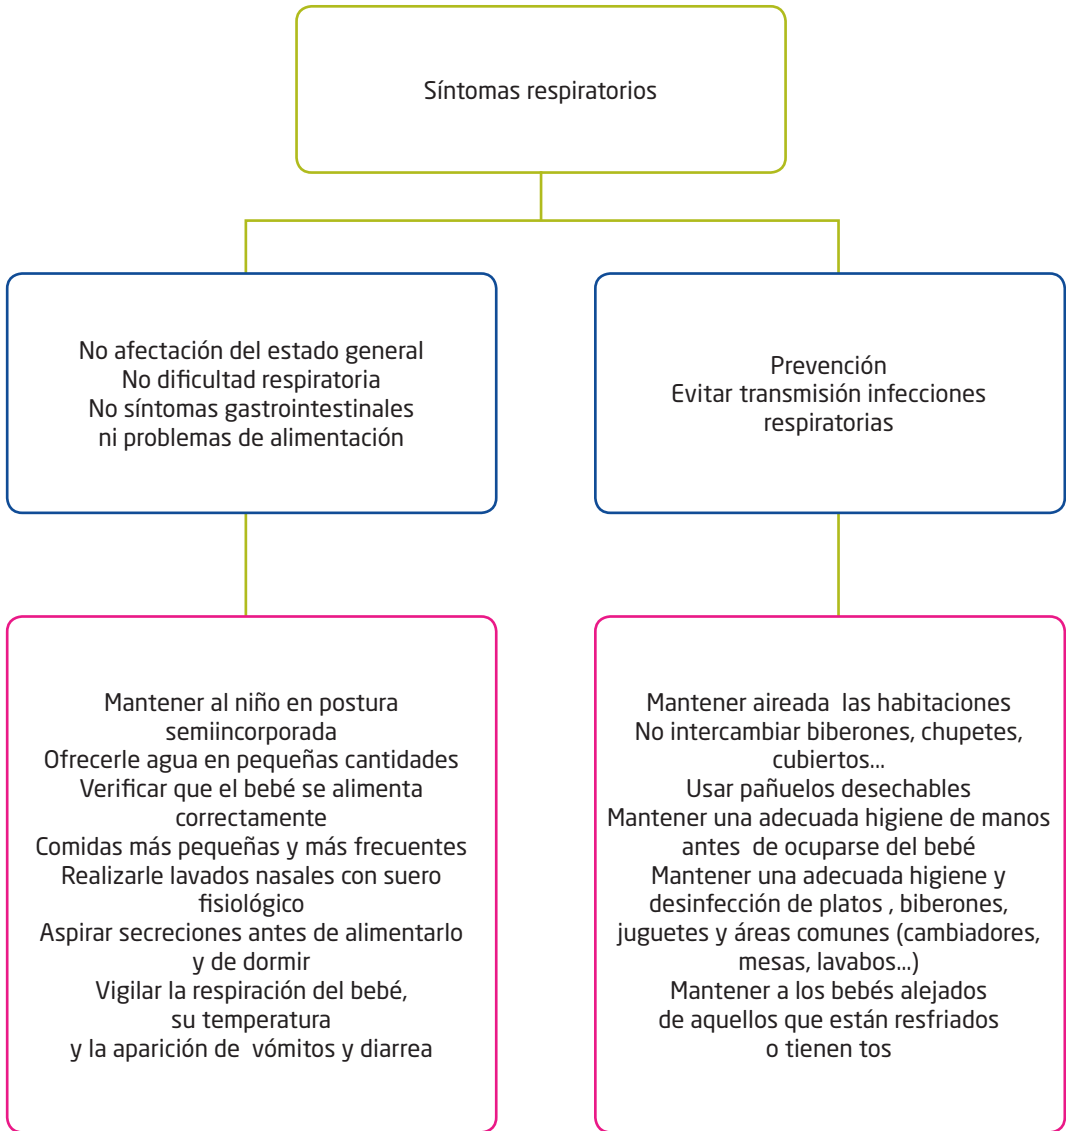 Síntomas respiratorios
No afectación del estado general
No dificultad respiratoria
No síntomas gastrointestinales
ni problemas de alimentación
Prevención
Evitar transmisión infecciones
respiratorias
Mantener al niño en postura
semiincorporada
Ofrecerle agua en pequeñas cantidades
Verificar que el bebé se alimenta
correctamente
Comidas más pequeñas y más frecuentes
Realizarle lavados nasales con suero
fisiológico
Aspirar secreciones antes de alimentarlo
y de dormir
Vigilar la respiración del bebé,
su temperatura
y la aparición de  vómitos y diarrea
Mantener aireada  las habitaciones
No intercambiar biberones, chupetes,
cubiertos...
Usar pañuelos desechables
Mantener una adecuada higiene de manos
antes  de ocuparse del bebé
Mantener una adecuada higiene y
desinfección de platos , biberones,
juguetes y áreas comunes (cambiadores,
mesas, lavabos...)
Mantener a los bebés alejados
de aquellos que están resfriados
o tienen tos